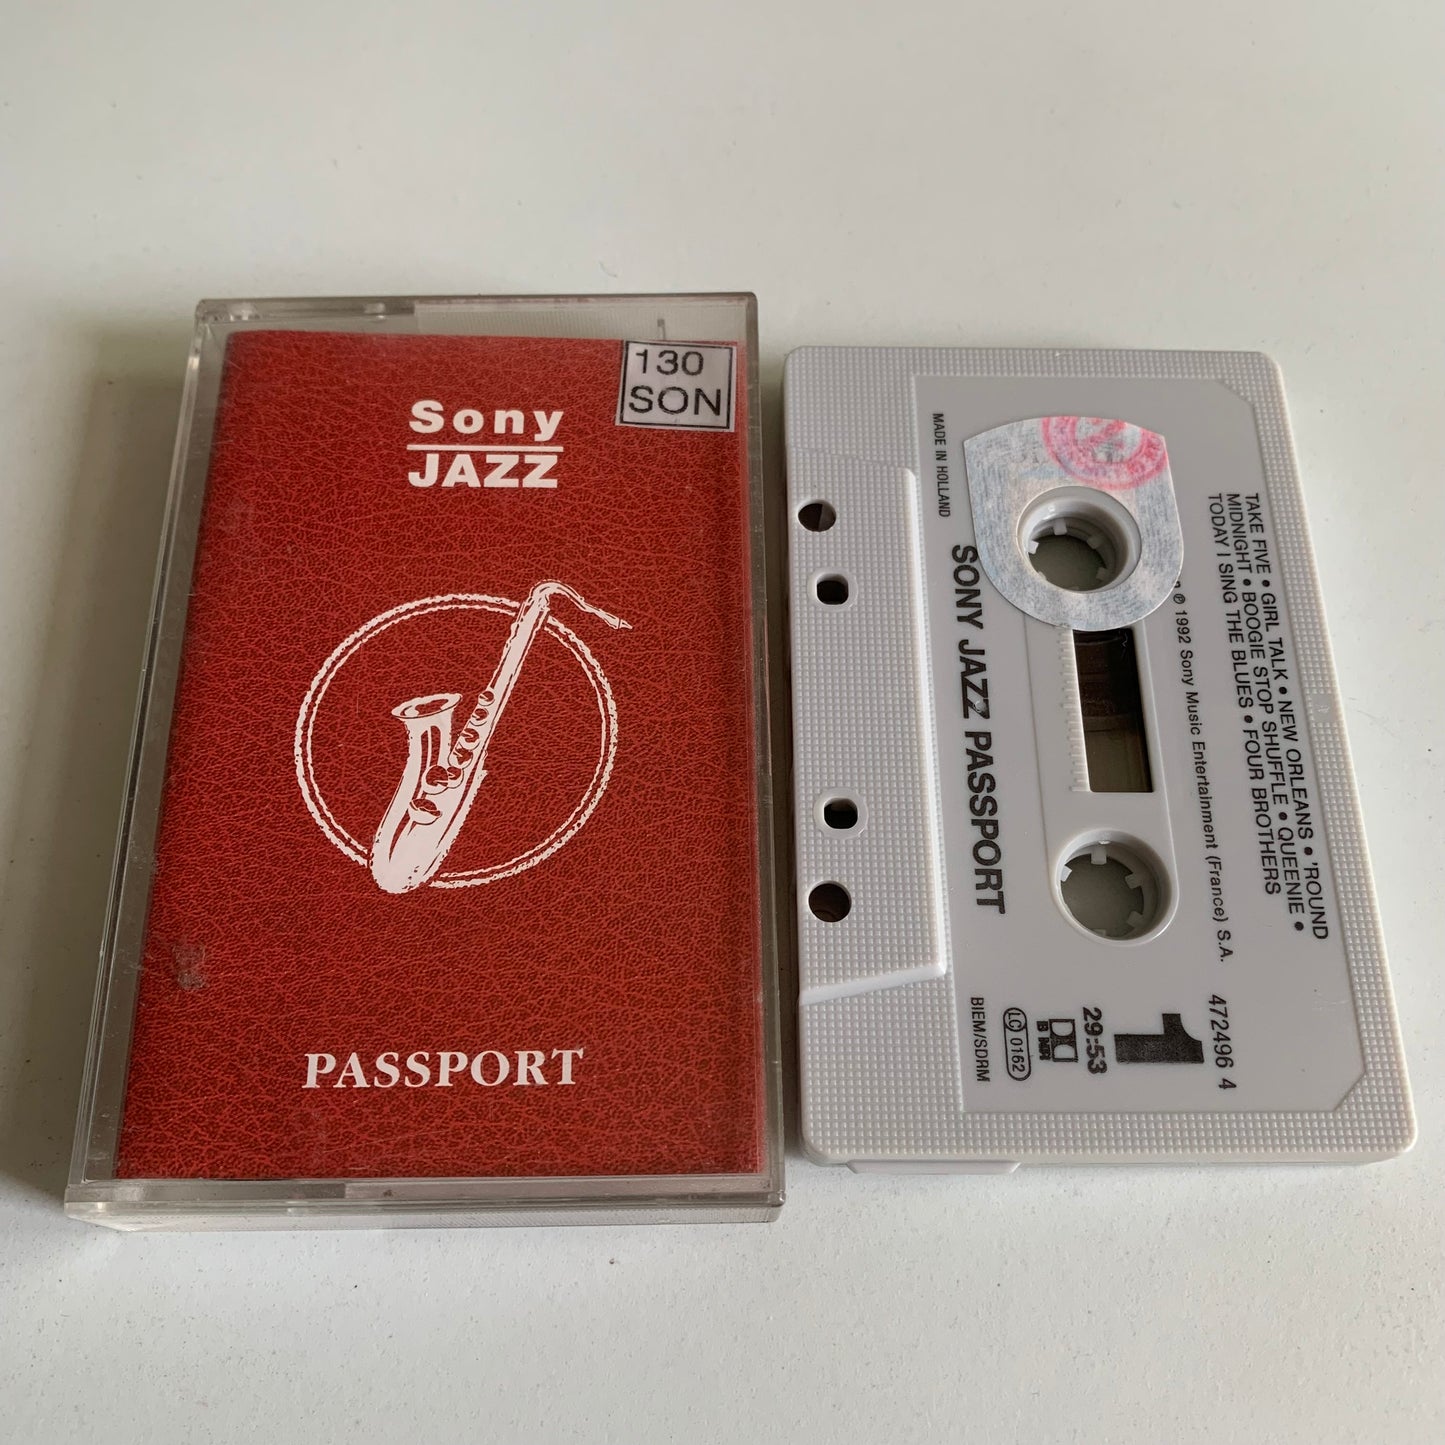 Sony
JAZZ
130
SON
PASSPORT
TAKE FIVE • GIRL TALK • NEW ORLEANS • 'ROUND
MIDNIGHT • BOOGIE STOP SHUFFLE • QUEENIE •
TODAY I SING THE BLUES • FOUR BROTHERS
℗ 1992 Sony Music Entertainment (France) S.A.
MADE IN HOLLAND
SONY JAZZ PASSPORT
472496 4
1
29:53
B NR
LC 0162
BIEM/SDRM